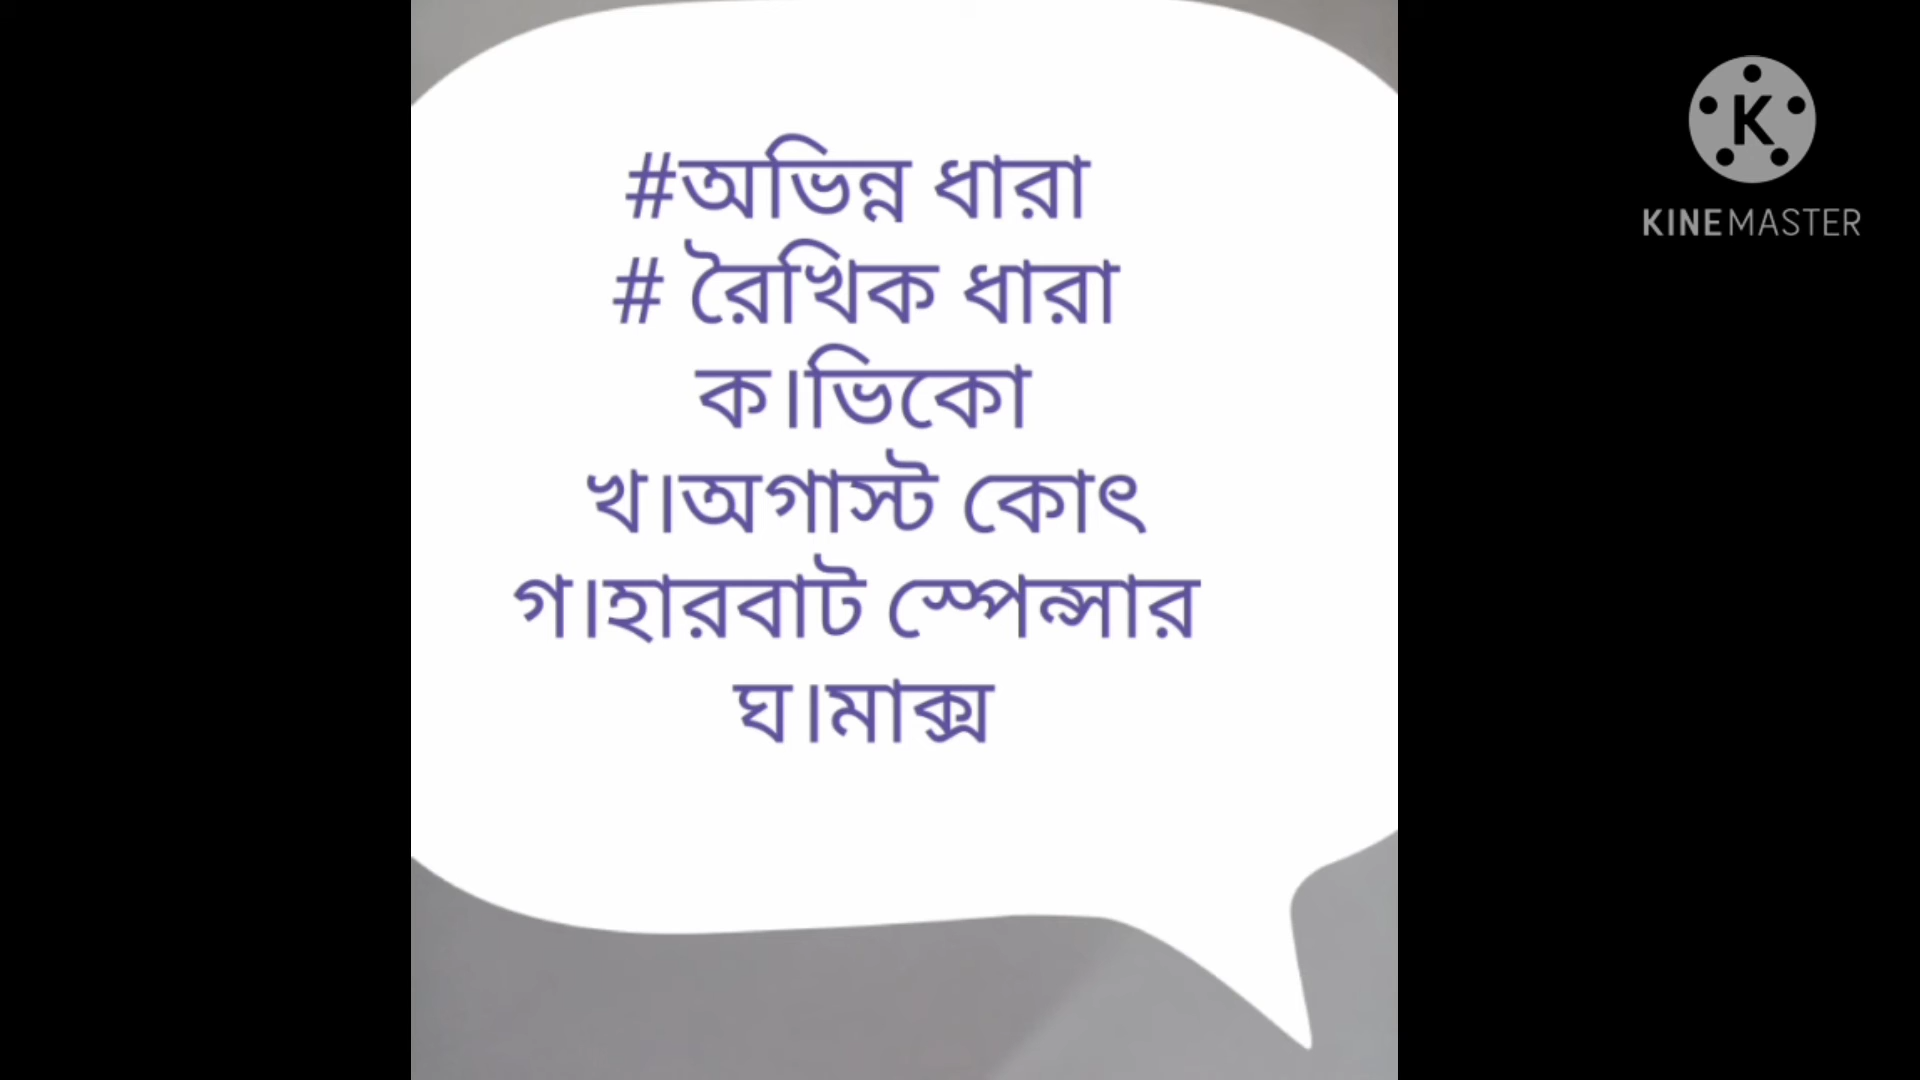 #অভিন্ন ধারা
# রৈখিক ধারা
ক।ভিকো
খ।অগাস্ট কোৎ
গ।হারবাট স্পেন্সার
ঘ।মাক্স
K
KINEMASTER